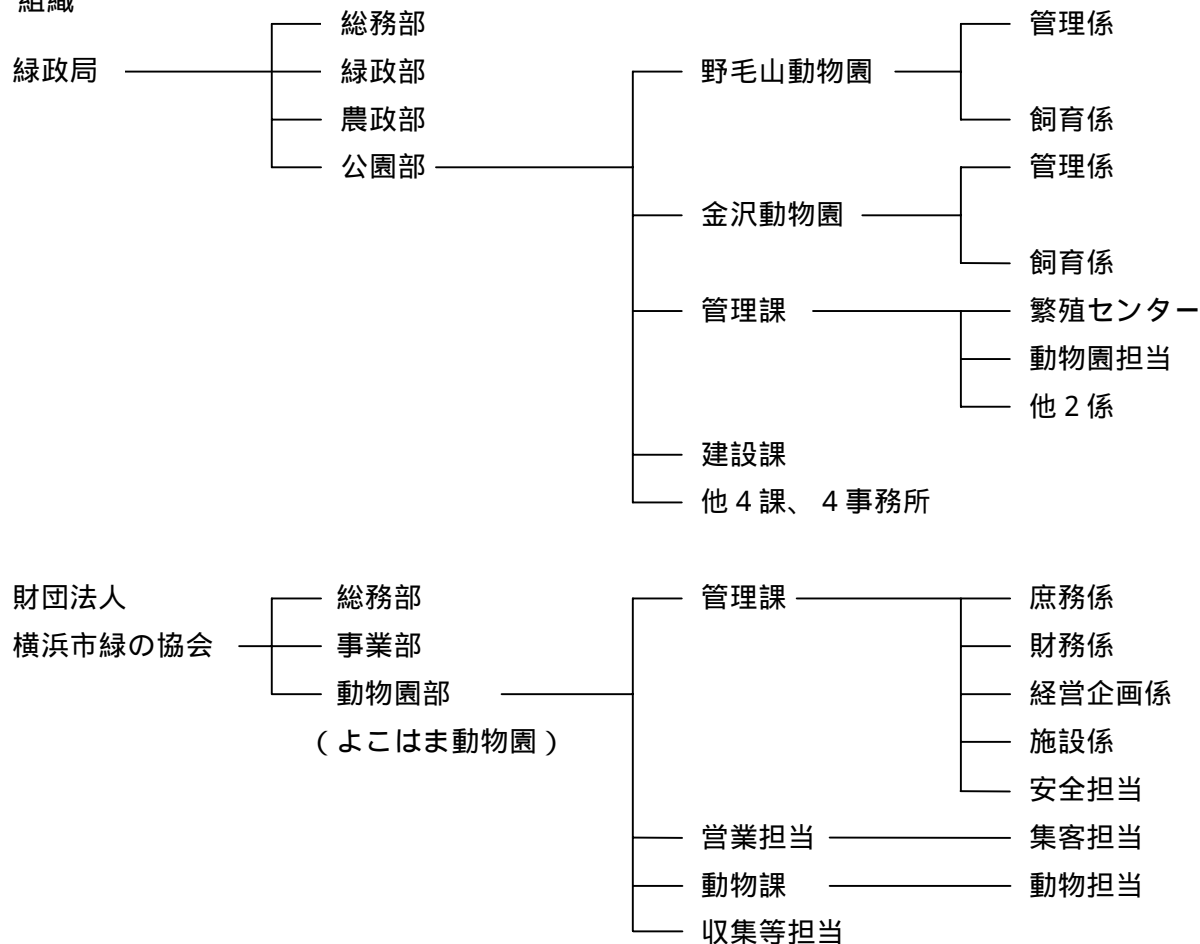 組織
総務部 管理係
緑政局 緑政部 野毛山動物園
農政部 飼育係
公園部 管理係
金沢動物園
飼育係
管理課 繁殖センター
動物園担当
他2係
建設課
他4課、4事務所
財団法人 総務部 管理課 庶務係
横浜市緑の協会 事業部 財務係
動物園部 経営企画係
(よこはま動物園) 施設係
安全担当
営業担当 集客担当
動物課 動物担当
収集等担当